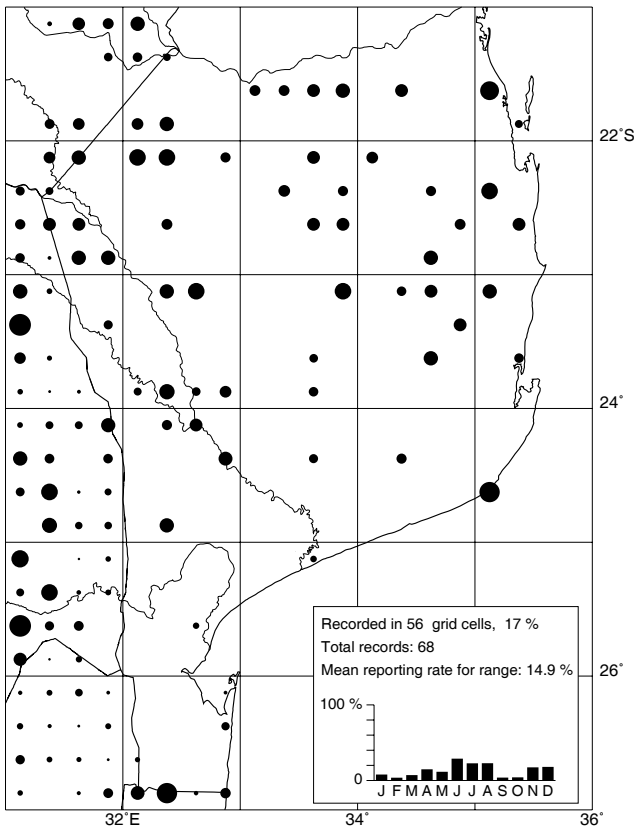 22˚S
24˚
Recorded in 56 grid cells, 17 %
Total records: 68
Mean reporting rate for range: 14.9 %
26˚
100 %
0
J F M A M J J A S O N D
32˚E
34˚
36˚